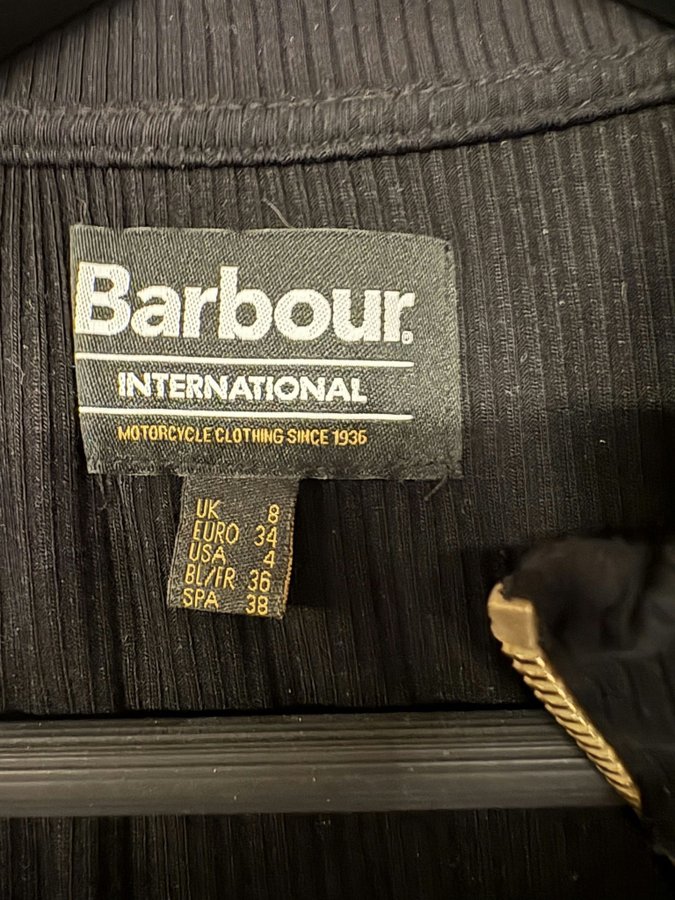 Barbour®
INTERNATIONAL
MOTORCYCLE CLOTHING SINCE 1936
UK 8
EURO 34
USA 4
BL/FR 36
SPA 38